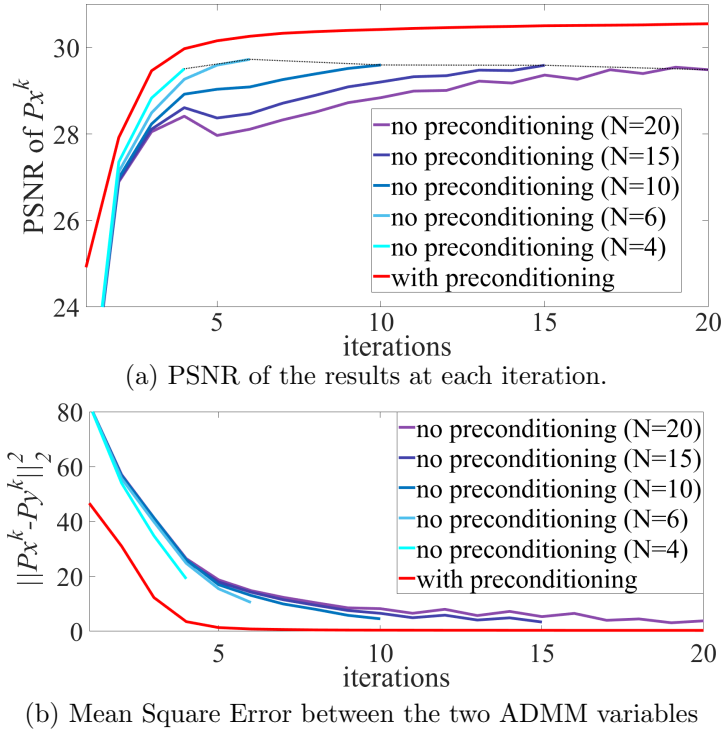 30
28
26
24
PSNR of Px^k
no preconditioning (N=20)
no preconditioning (N=15)
no preconditioning (N=10)
no preconditioning (N=6)
no preconditioning (N=4)
with preconditioning
5 10 15 20
iterations
(a) PSNR of the results at each iteration.
80
60
40
20
0
||Px^k-Py^k||_2^2
no preconditioning (N=20)
no preconditioning (N=15)
no preconditioning (N=10)
no preconditioning (N=6)
no preconditioning (N=4)
with preconditioning
5 10 15 20
iterations
(b) Mean Square Error between the two ADMM variables